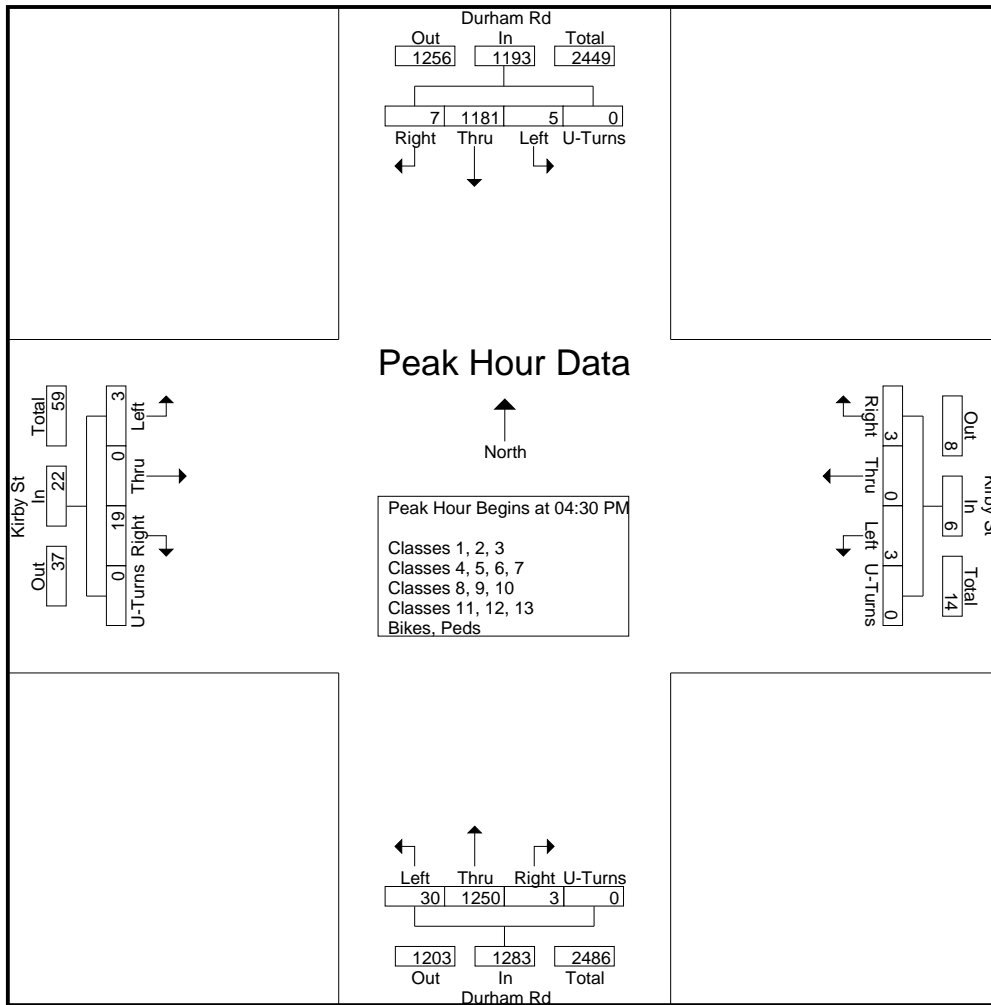 Durham Rd
Out In Total
1256 1193 2449
7 1181 5 0
Right Thru Left U-Turns
Peak Hour Data
North
Peak Hour Begins at 04:30 PM
Classes 1, 2, 3
Classes 4, 5, 6, 7
Classes 8, 9, 10
Classes 11, 12, 13
Bikes, Peds
Kirby St
Out In Total
37 22 59
0 19 0 3
U-Turns Right Thru Left
Kirby St
Out In Total
8 6 14
3 0 3 0
Right Thru Left U-Turns
Left Thru Right U-Turns
30 1250 3 0
1203 1283 2486
Out In Total
Durham Rd